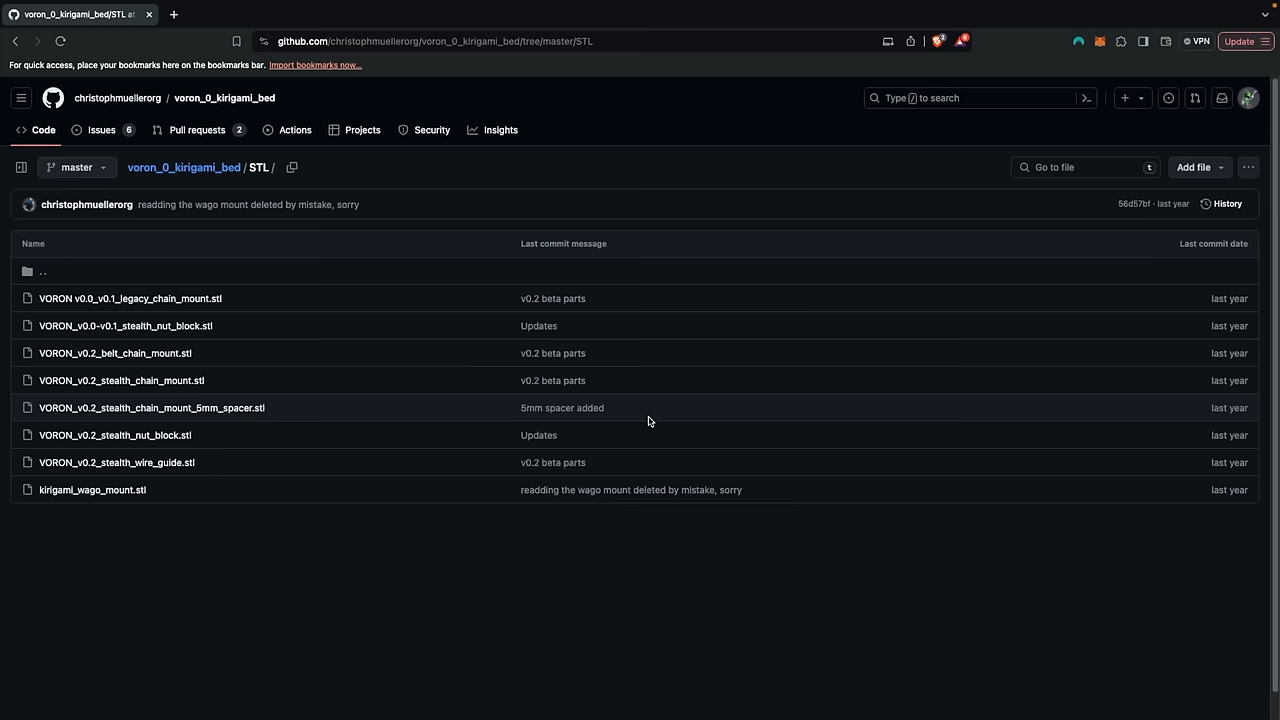 voron_0_kirigami_bed/STL at
github.com/christophmuellerorg/voron_0_kirigami_bed/tree/master/STL
2
VPN
Update
For quick access, place your bookmarks here on the bookmarks bar. Import bookmarks now...
christophmuellerorg / voron_0_kirigami_bed
Type / to search
Code
Issues 6
Pull requests 2
Actions
Projects
Security
Insights
master
voron_0_kirigami_bed / STL /
Go to file
t
Add file
christophmuellerorg readding the wago mount deleted by mistake, sorry
56d57bf · last year
History
Name Last commit message Last commit date
..
VORON v0.0_v0.1_legacy_chain_mount.stl v0.2 beta parts last year
VORON_v0.0-v0.1_stealth_nut_block.stl Updates last year
VORON_v0.2_belt_chain_mount.stl v0.2 beta parts last year
VORON_v0.2_stealth_chain_mount.stl v0.2 beta parts last year
VORON_v0.2_stealth_chain_mount_5mm_spacer.stl 5mm spacer added last year
VORON_v0.2_stealth_nut_block.stl Updates last year
VORON_v0.2_stealth_wire_guide.stl v0.2 beta parts last year
kirigami_wago_mount.stl readding the wago mount deleted by mistake, sorry last year